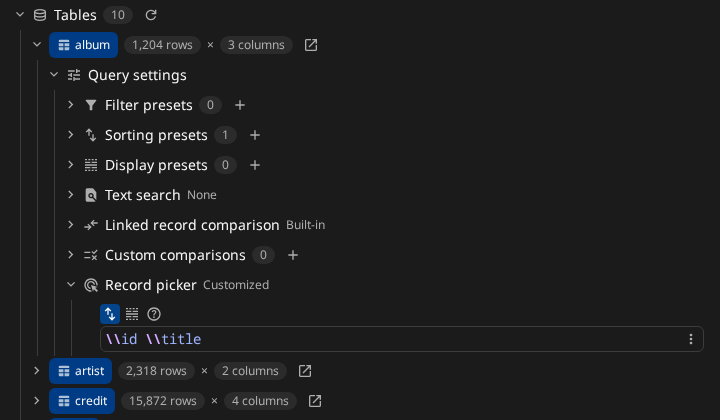 Tables 10
album 1,204 rows × 3 columns
Query settings
Filter presets 0
Sorting presets 1
Display presets 0
Text search None
Linked record comparison Built-in
Custom comparisons 0
Record picker Customized
\\id \\title
artist 2,318 rows × 2 columns
credit 15,872 rows × 4 columns